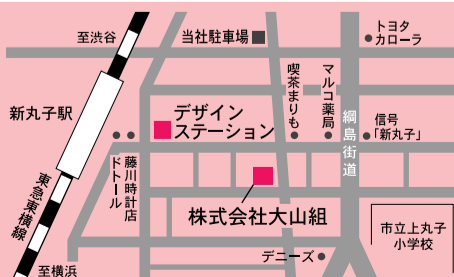 至渋谷
当社駐車場
トヨタ
カローラ
喫茶まりも
マルコ薬局
綱島街道
信号
「新丸子」
新丸子駅
デザイン
ステーション
藤川時計店
ドトール
東急東横線
株式会社大山組
市立上丸子
小学校
デニーズ
至横浜